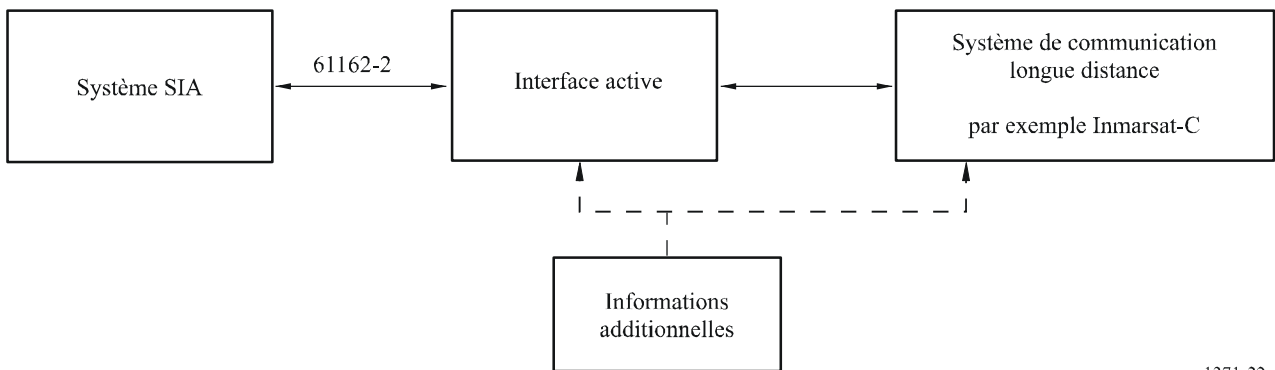 Système SIA
61162-2
Interface active
Système de communication
longue distance
par exemple Inmarsat-C
Informations
additionnelles